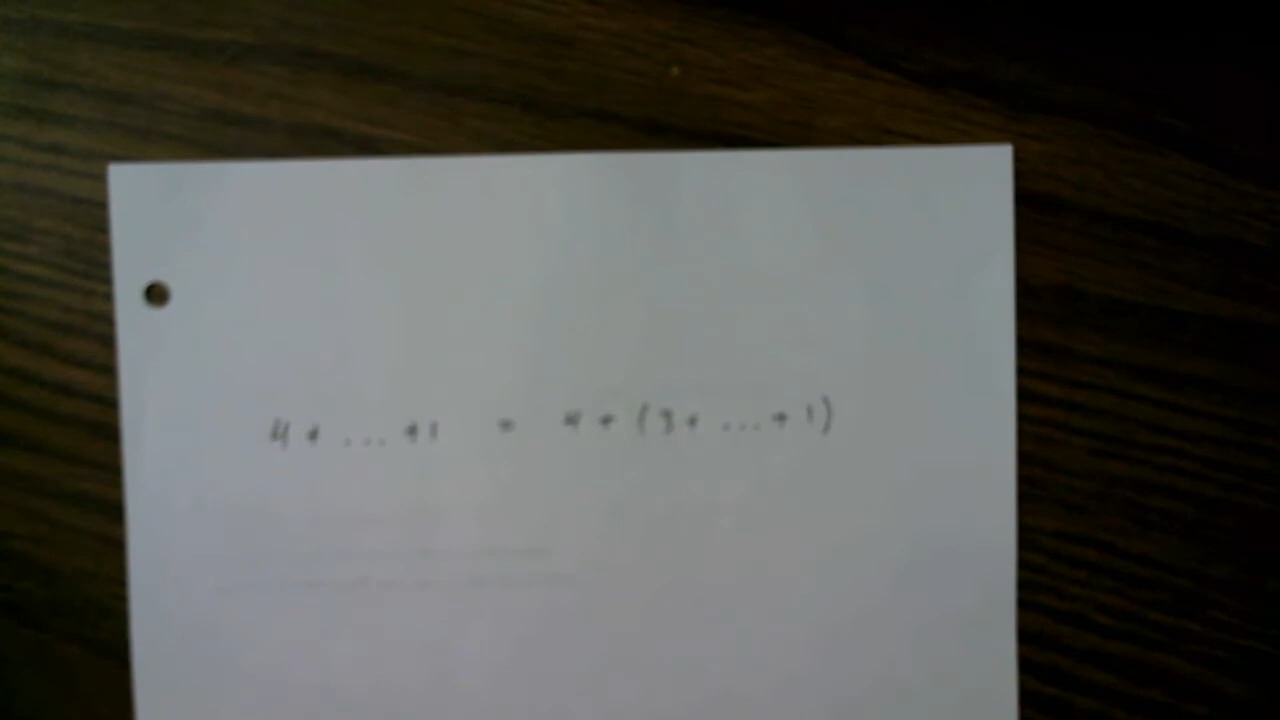 4 + ... + 1 = 4 + (3 + ... + 1)